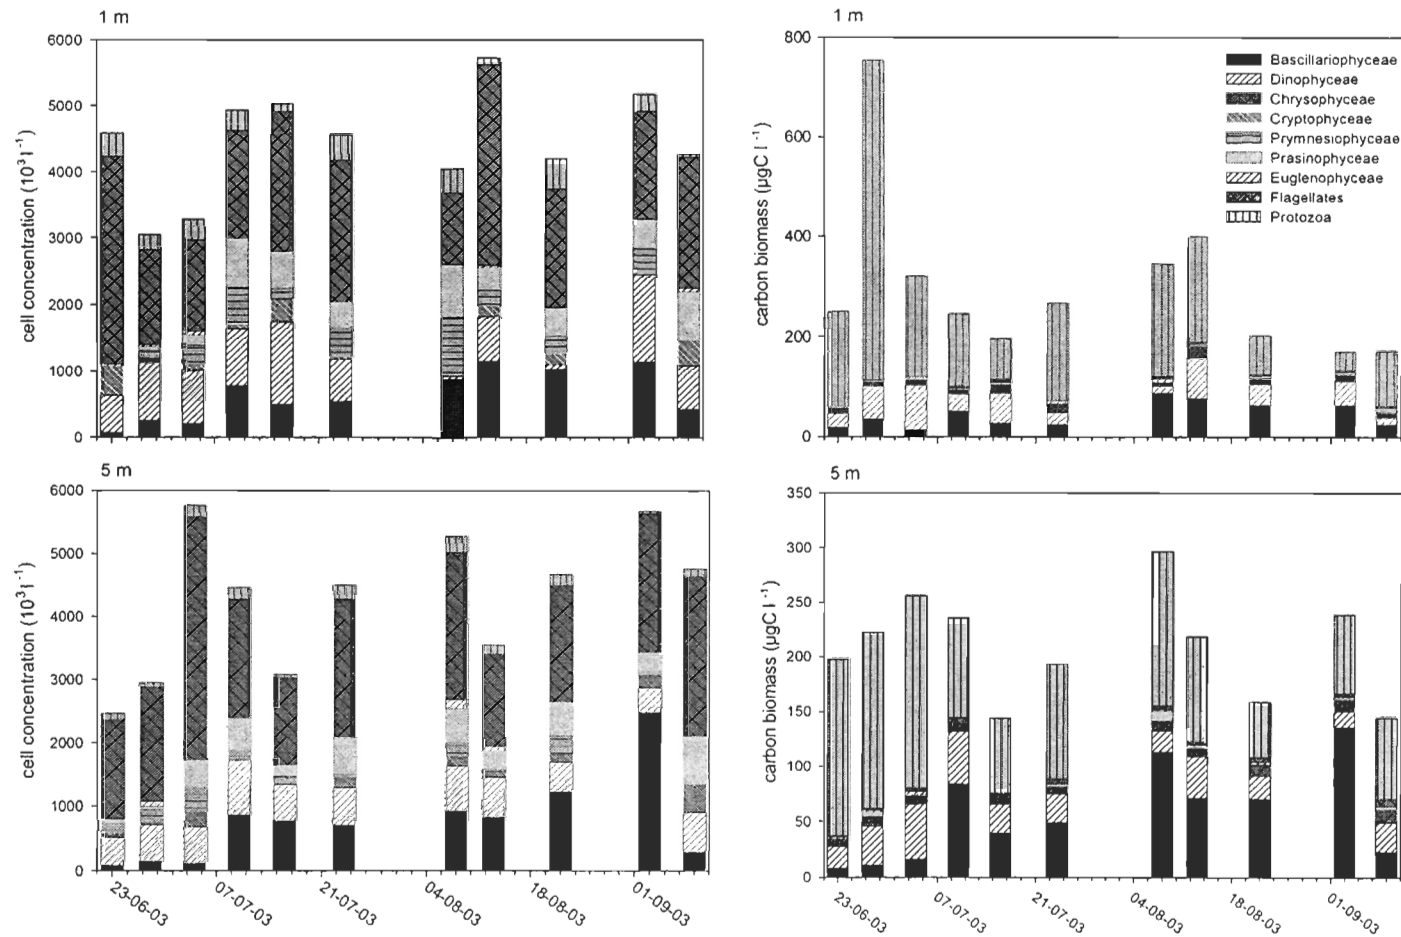 1 m
6000
5000
4000
3000
2000
1000
0
cell concentration (10³ l⁻¹)
1 m
800
600
400
200
0
carbon biomass (µgC l⁻¹)
Bascillariophyceae
Dinophyceae
Chrysophyceae
Cryptophyceae
Prymnesiophyceae
Prasinophyceae
Euglenophyceae
Flagellates
Protozoa
5 m
6000
5000
4000
3000
2000
1000
0
cell concentration (10³ l⁻¹)
23-06-03
07-07-03
21-07-03
04-08-03
18-08-03
01-09-03
5 m
350
300
250
200
150
100
50
0
carbon biomass (µgC l⁻¹)
23-06-03
07-07-03
21-07-03
04-08-03
18-08-03
01-09-03